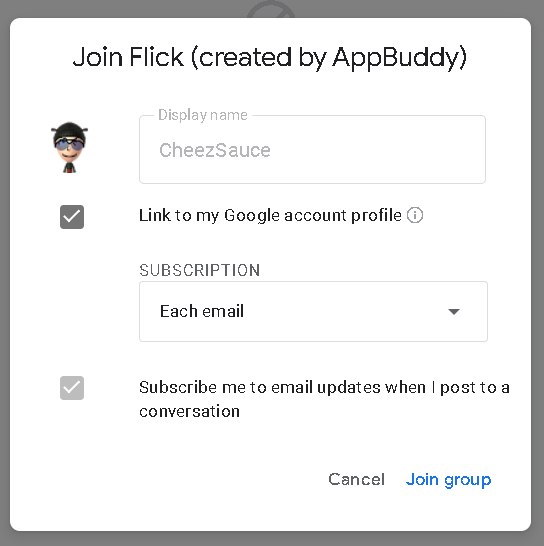 Join Flick (created by AppBuddy)
Display name
CheezSauce
Link to my Google account profile
SUBSCRIPTION
Each email
Subscribe me to email updates when I post to a
conversation
Cancel Join group